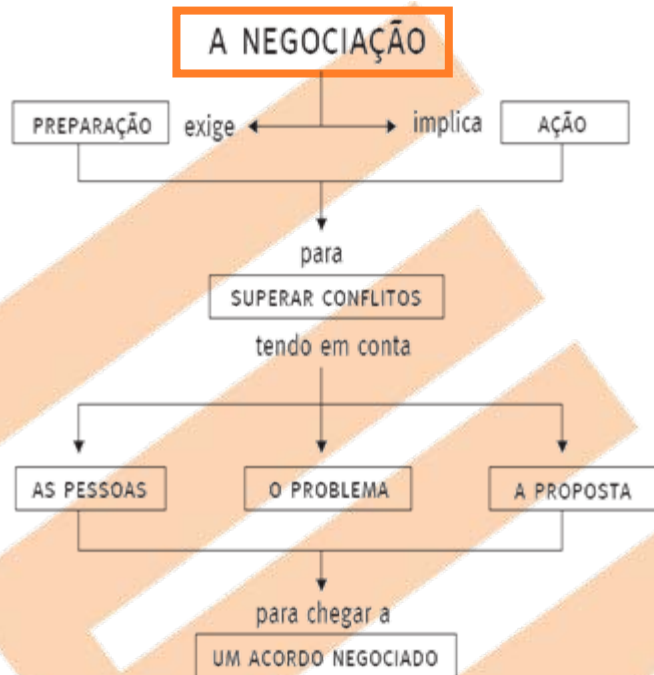 A NEGOCIAÇÃO
PREPARAÇÃO exige implica AÇÃO
para
SUPERAR CONFLITOS
tendo em conta
AS PESSOAS O PROBLEMA A PROPOSTA
para chegar a
UM ACORDO NEGOCIADO